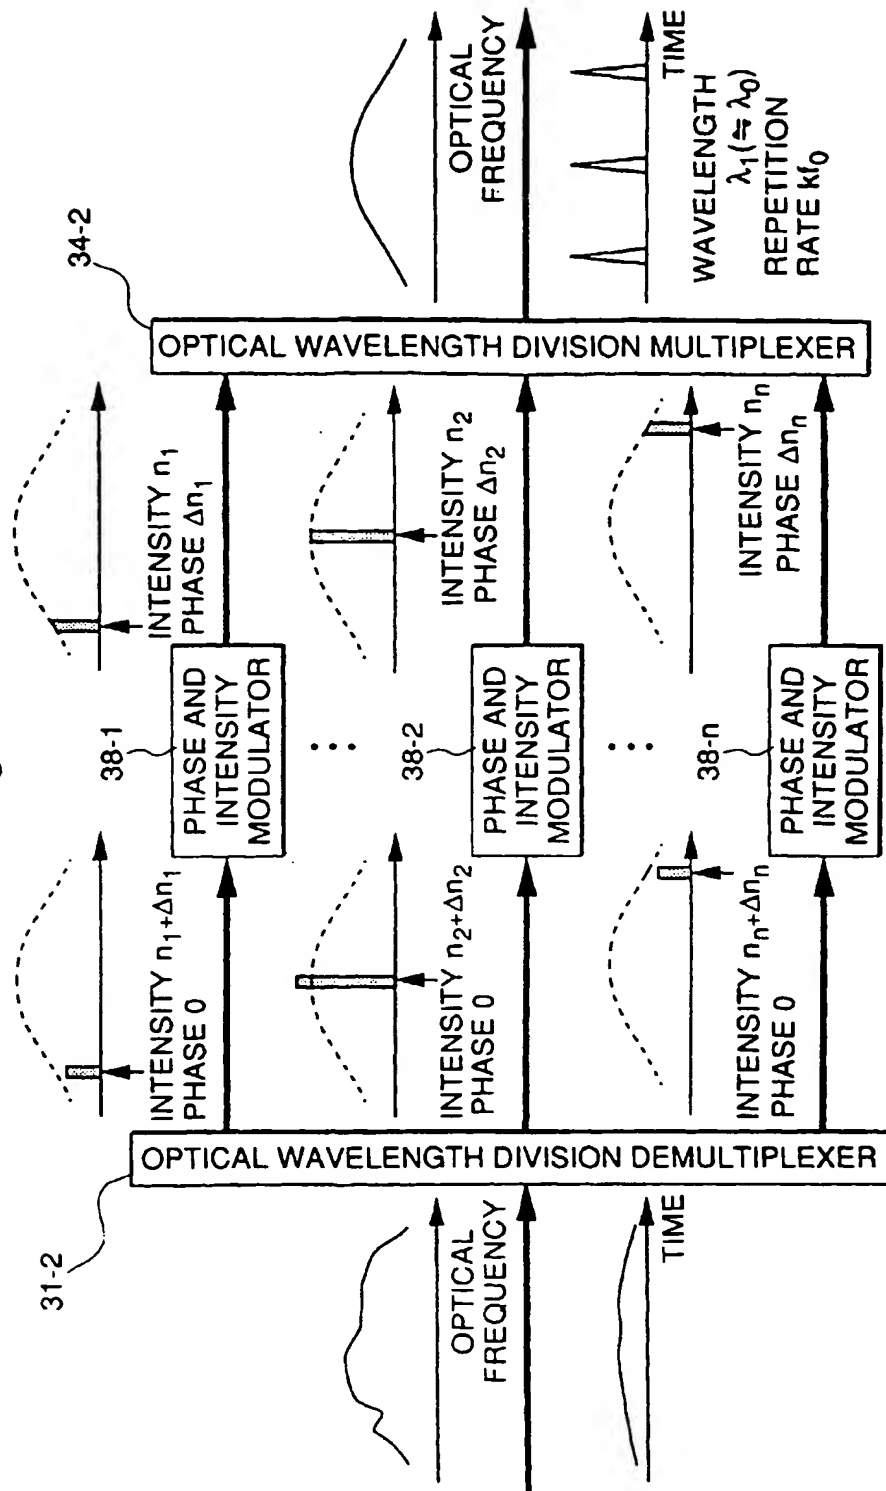 31-2
OPTICAL
FREQUENCY
TIME
OPTICAL WAVELENGTH DIVISION DEMULTIPLEXER
INTENSITY n₁+Δn₁
PHASE 0
INTENSITY n₂+Δn₂
PHASE 0
INTENSITY nₙ+Δnₙ
PHASE 0
38-1
PHASE AND
INTENSITY
MODULATOR
38-2
PHASE AND
INTENSITY
MODULATOR
38-n
PHASE AND
INTENSITY
MODULATOR
INTENSITY n₁
PHASE Δn₁
INTENSITY n₂
PHASE Δn₂
INTENSITY nₙ
PHASE Δnₙ
34-2
OPTICAL WAVELENGTH DIVISION MULTIPLEXER
OPTICAL
FREQUENCY
TIME
WAVELENGTH
λ₁(≒ λ₀)
REPETITION
RATE kf₀